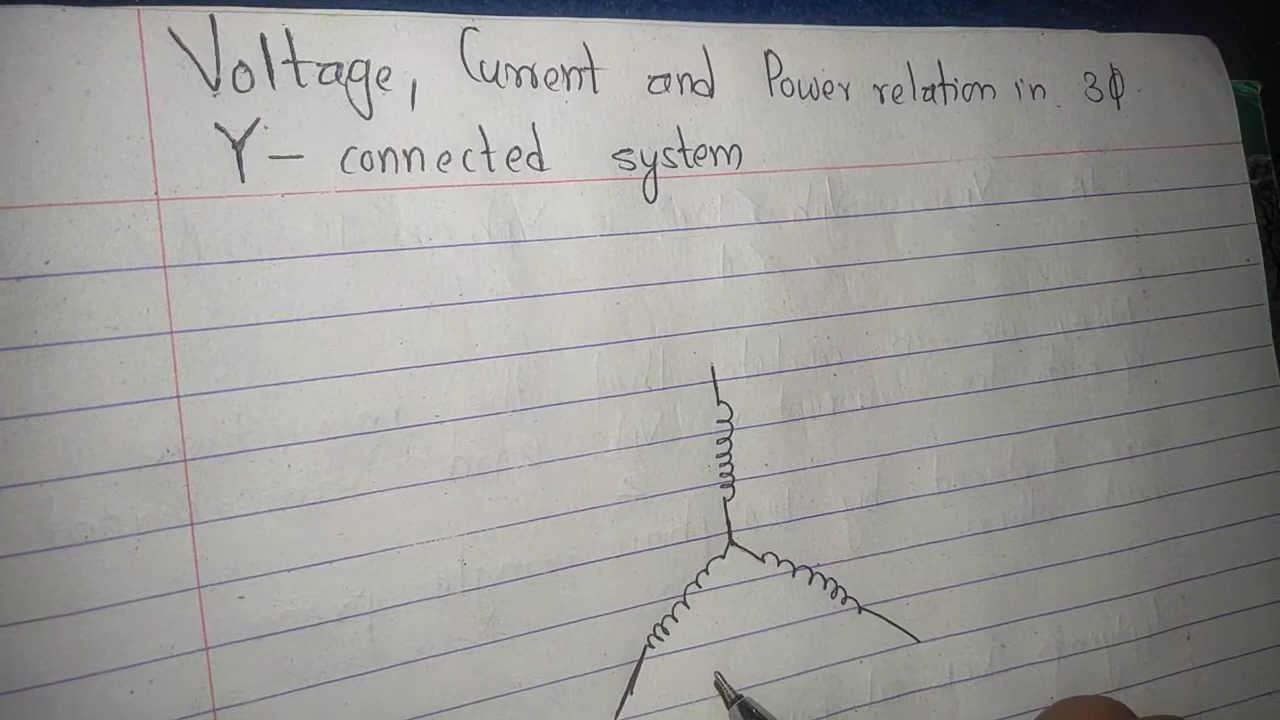 Voltage, Current and Power relation in 3φ.
Y - connected system